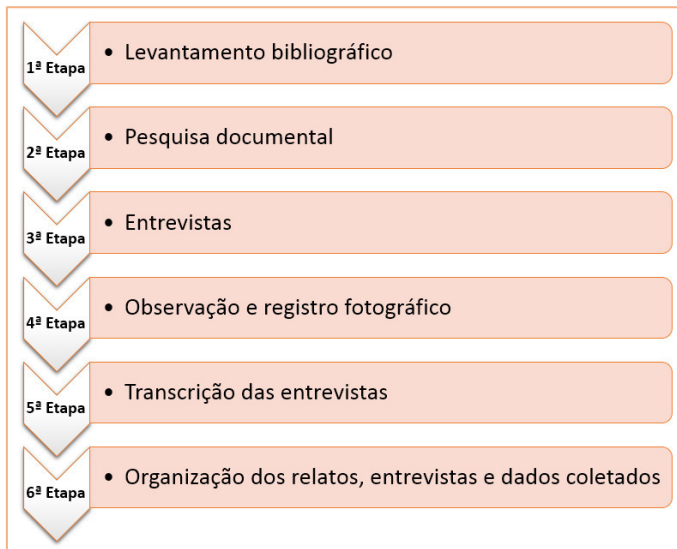 1ª Etapa
• Levantamento bibliográfico
2ª Etapa
• Pesquisa documental
3ª Etapa
• Entrevistas
4ª Etapa
• Observação e registro fotográfico
5ª Etapa
• Transcrição das entrevistas
6ª Etapa
• Organização dos relatos, entrevistas e dados coletados